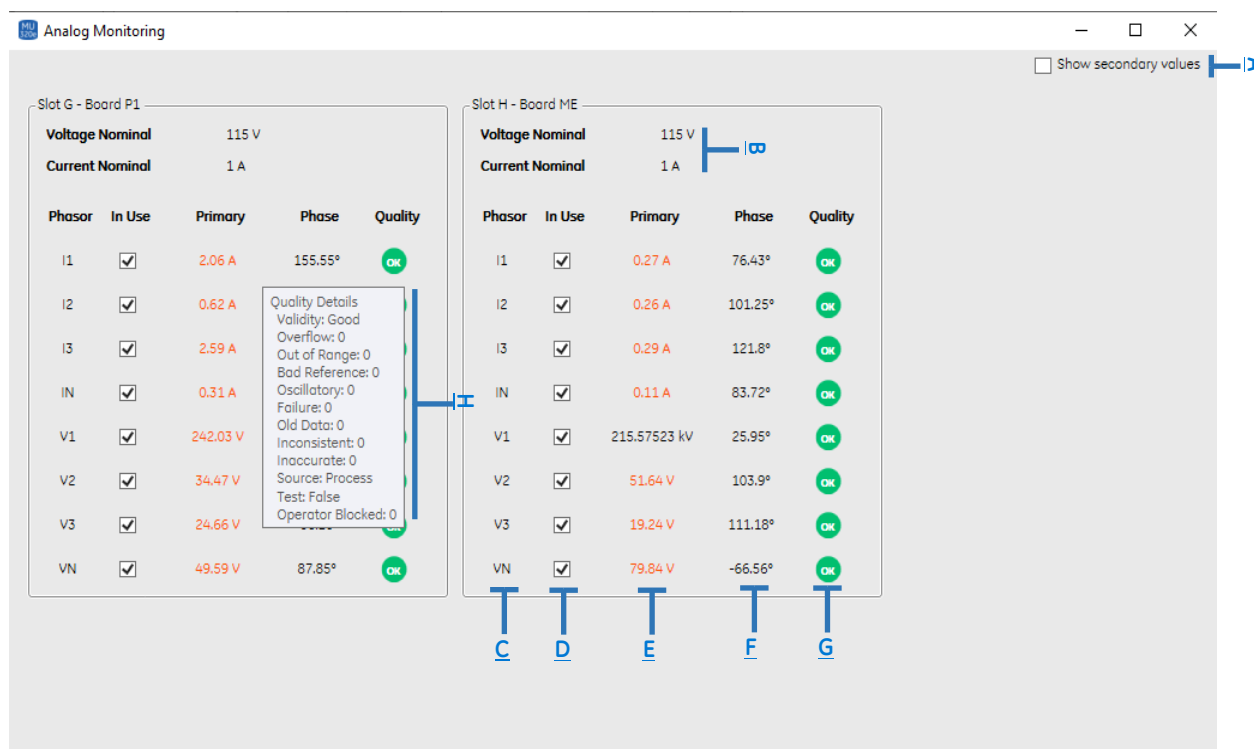 MU 320e Analog Monitoring
Show secondary values
Slot G - Board P1
Voltage Nominal 115 V
Current Nominal 1 A
Phasor In Use Primary Phase Quality
I1 2.06 A 155.55° OK
I2 0.62 A
I3 2.59 A
IN 0.31 A
V1 242.03 V
V2 34.47 V
V3 24.66 V
VN 49.59 V 87.85° OK
Quality Details
Validity: Good
Overflow: 0
Out of Range: 0
Bad Reference: 0
Oscillatory: 0
Failure: 0
Old Data: 0
Inconsistent: 0
Inaccurate: 0
Source: Process
Test: False
Operator Blocked: 0
H
Slot H - Board ME
Voltage Nominal 115 V
Current Nominal 1 A
B
Phasor In Use Primary Phase Quality
I1 0.27 A 76.43° OK
I2 0.26 A 101.25° OK
I3 0.29 A 121.8° OK
IN 0.11 A 83.72° OK
V1 215.57523 kV 25.95° OK
V2 51.64 V 103.9° OK
V3 19.24 V 111.18° OK
VN 79.84 V -66.56° OK
C D E F G